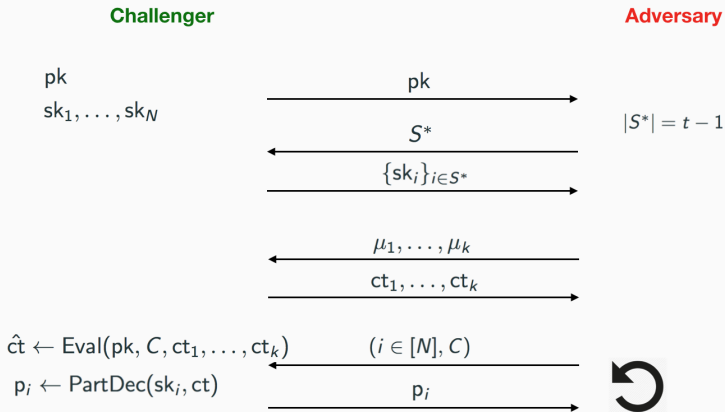 Challenger
Adversary
pk
sk₁, . . . , sk_N
pk
|S*| = t − 1
S*
{sk_i}_{i∈S*}
μ₁, . . . , μ_k
ct₁, . . . , ct_k
ĉt ← Eval(pk, C, ct₁, . . . , ct_k)
(i ∈ [N], C)
p_i ← PartDec(sk_i, ct)
p_i